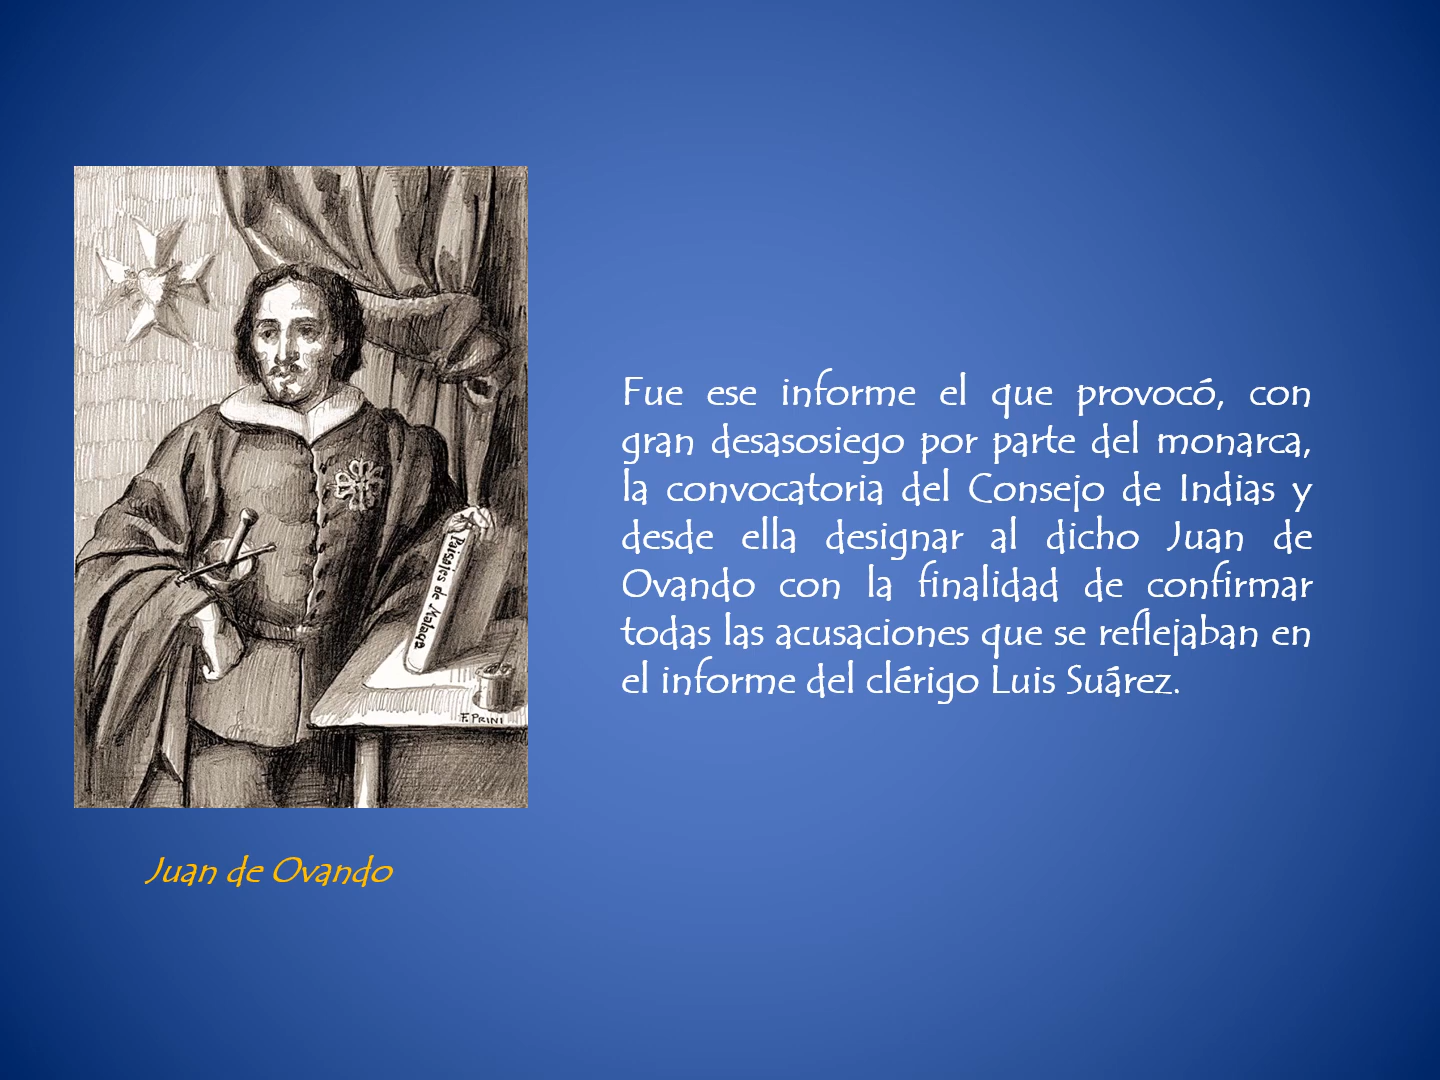 Paisajes de Malaga
F. PRINI
Juan de Ovando
Fue ese informe el que provocó, con
gran desasosiego por parte del monarca,
la convocatoria del Consejo de Indias y
desde ella designar al dicho Juan de
Ovando con la finalidad de confirmar
todas las acusaciones que se reflejaban en
el informe del clérigo Luis Suárez.